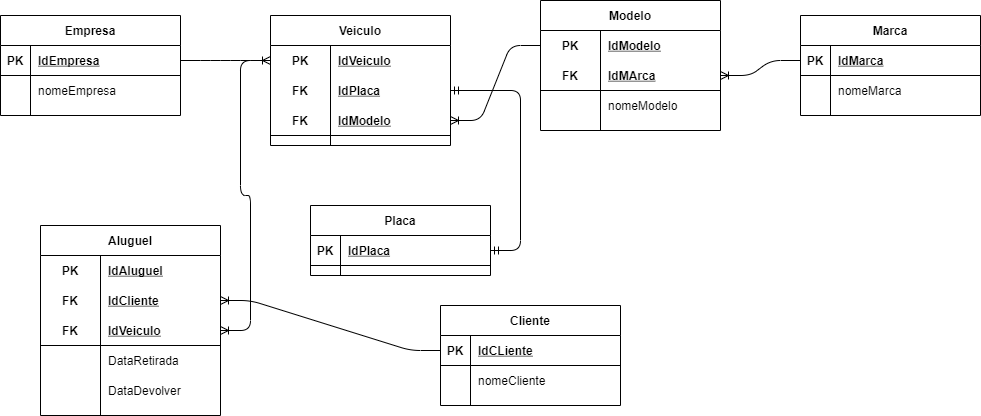 Empresa
PK IdEmpresa
nomeEmpresa
Veiculo
PK IdVeiculo
FK IdPlaca
FK IdModelo
Modelo
PK IdModelo
FK IdMArca
nomeModelo
Marca
PK IdMarca
nomeMarca
Placa
PK IdPlaca
Aluguel
PK IdAluguel
FK IdCliente
FK IdVeiculo
DataRetirada
DataDevolver
Cliente
PK IdCLiente
nomeCliente